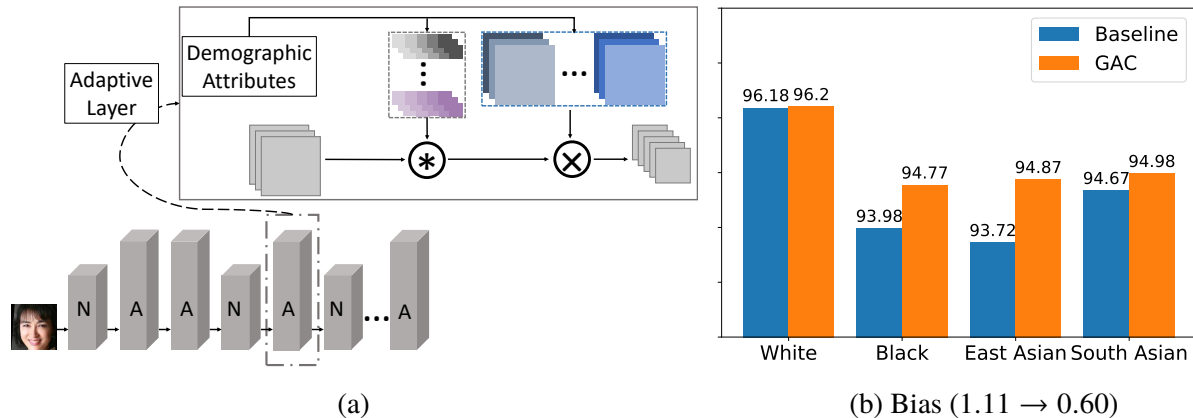 Demographic
Attributes
Adaptive
Layer
N
A
A
N
A
N
A
(a)
Baseline
GAC
96.18
96.2
93.98
94.77
93.72
94.87
94.67
94.98
White
Black
East Asian
South Asian
(b) Bias (1.11 → 0.60)